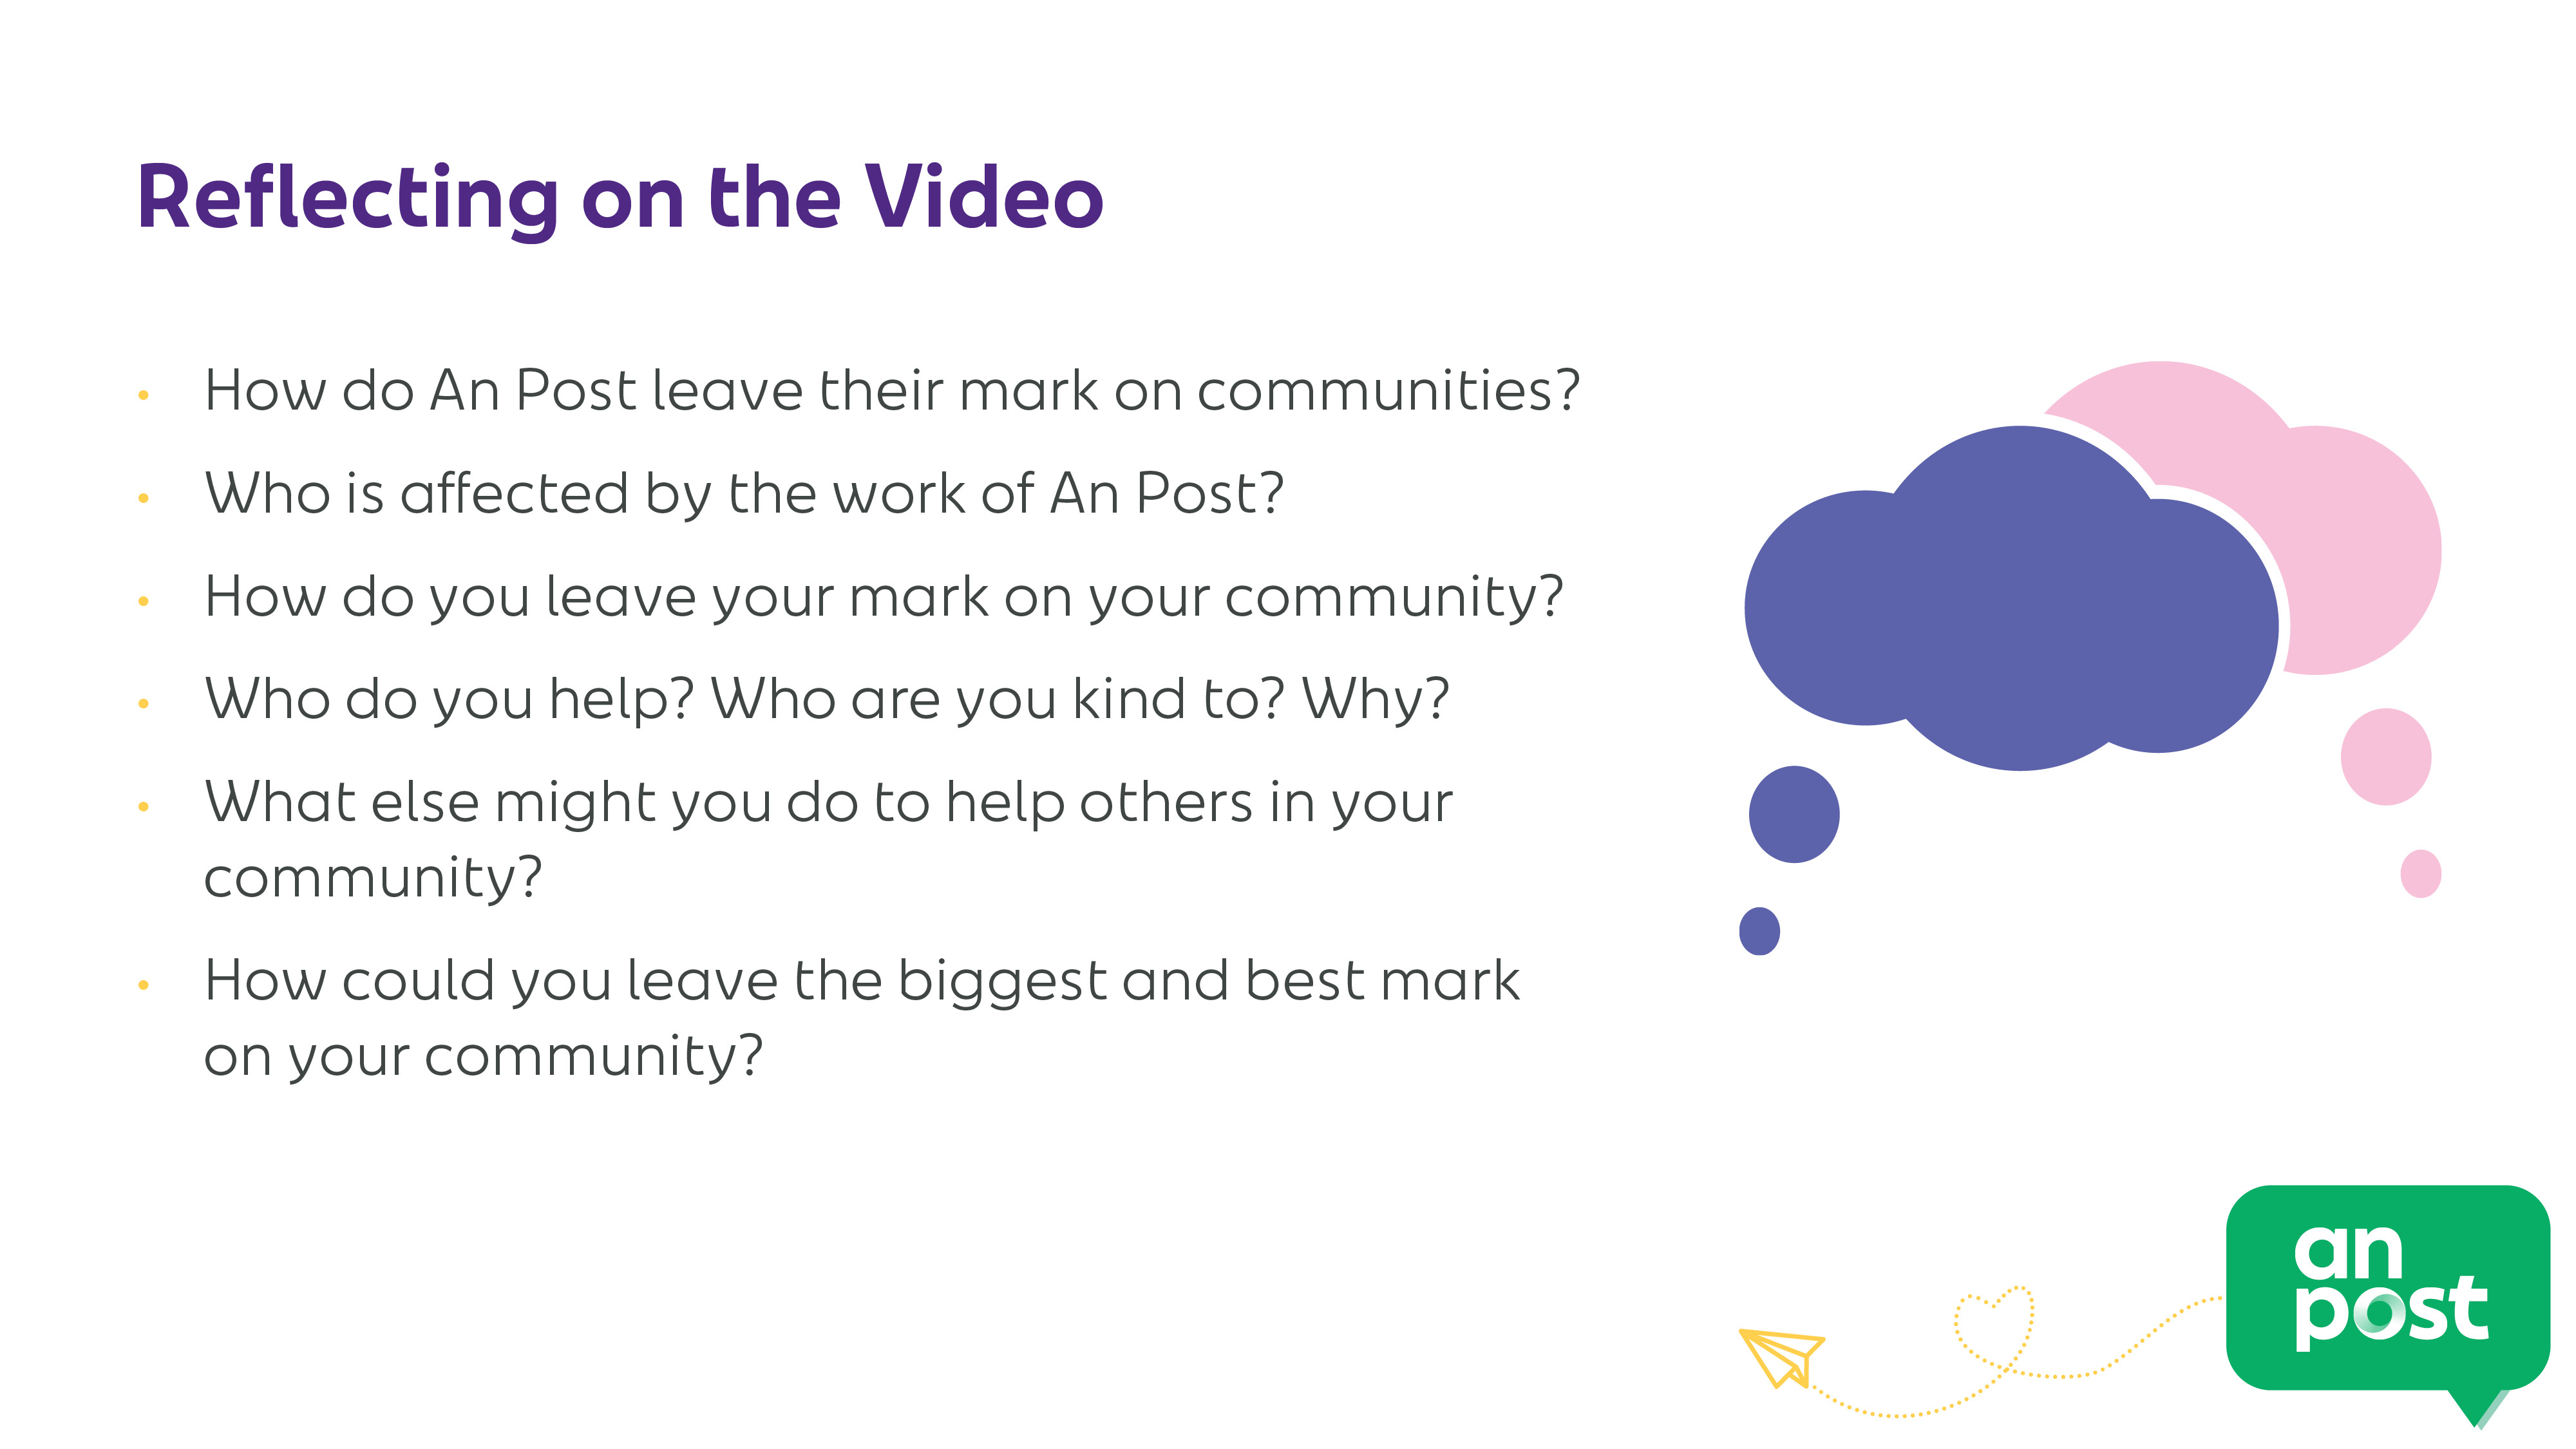 Reflecting on the Video
• How do An Post leave their mark on communities?
• Who is affected by the work of An Post?
• How do you leave your mark on your community?
• Who do you help? Who are you kind to? Why?
• What else might you do to help others in your
community?
• How could you leave the biggest and best mark
on your community?
an
post